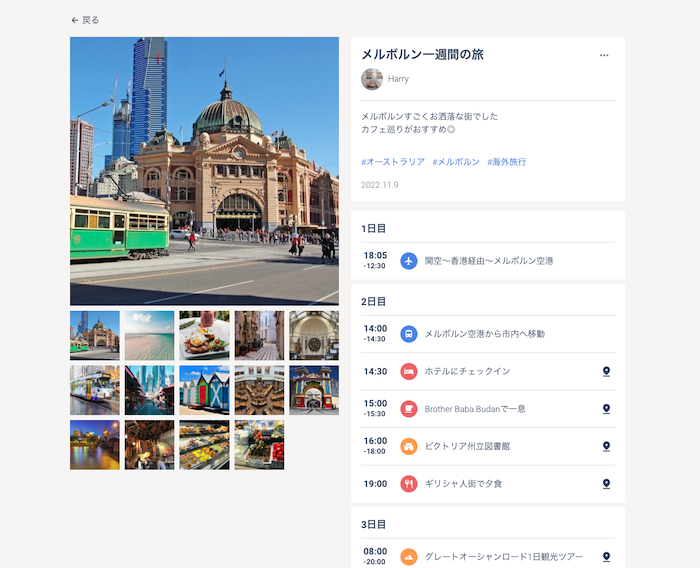 ← 戻る
メルボルン一週間の旅
Harry
メルボルンすごくお洒落な街でした
カフェ巡りがおすすめ◎
#オーストラリア #メルボルン #海外旅行
2022.11.9
1日目
18:05
-12:30
関空〜香港経由〜メルボルン空港
2日目
14:00
-14:30
メルボルン空港から市内へ移動
14:30
ホテルにチェックイン
15:00
-15:30
Brother Baba Budanで一息
16:00
-18:00
ビクトリア州立図書館
19:00
ギリシャ人街で夕食
3日目
08:00
-20:00
グレートオーシャンロード1日観光ツアー